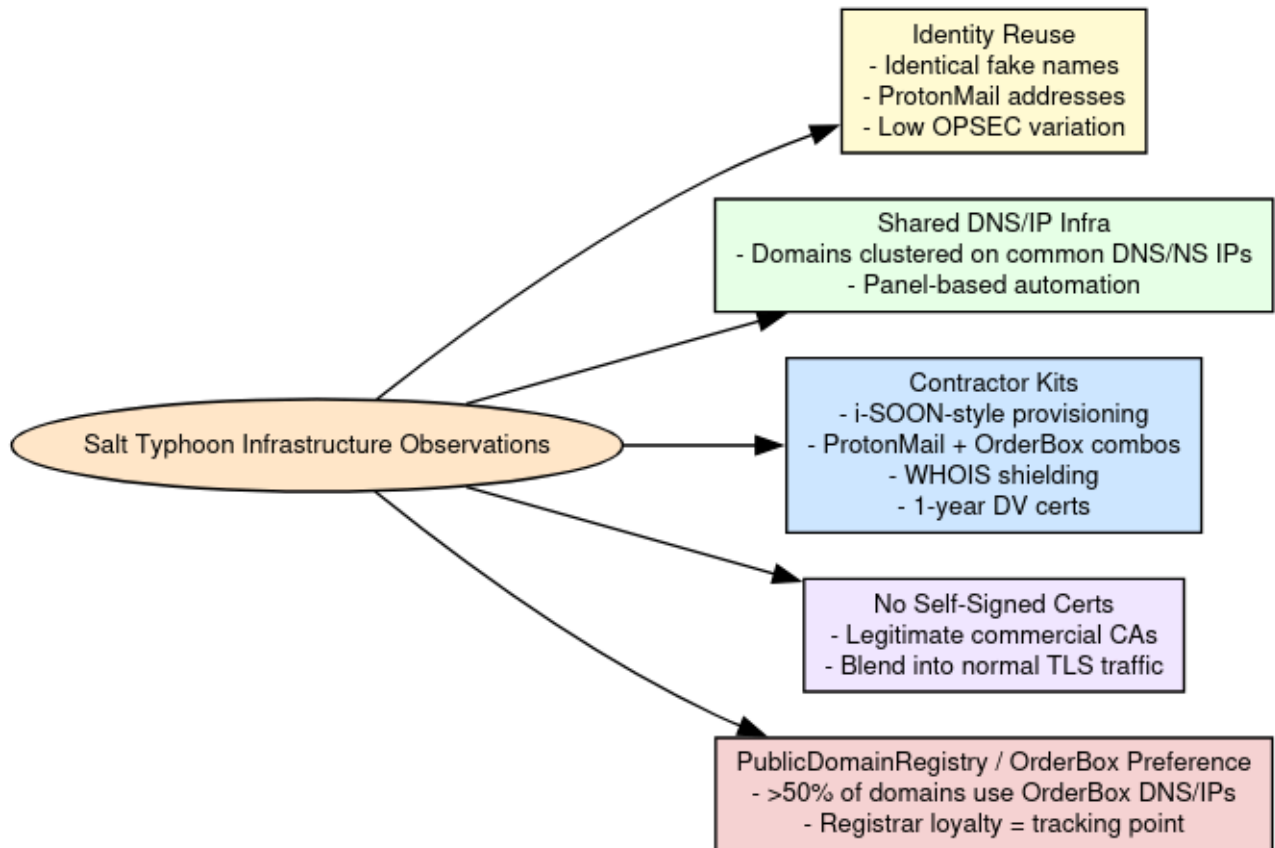 Identity Reuse
- Identical fake names
- ProtonMail addresses
- Low OPSEC variation
Shared DNS/IP Infra
- Domains clustered on common DNS/NS IPs
- Panel-based automation
Contractor Kits
- i-SOON-style provisioning
- ProtonMail + OrderBox combos
- WHOIS shielding
- 1-year DV certs
Salt Typhoon Infrastructure Observations
No Self-Signed Certs
- Legitimate commercial CAs
- Blend into normal TLS traffic
PublicDomainRegistry / OrderBox Preference
- >50% of domains use OrderBox DNS/IPs
- Registrar loyalty = tracking point